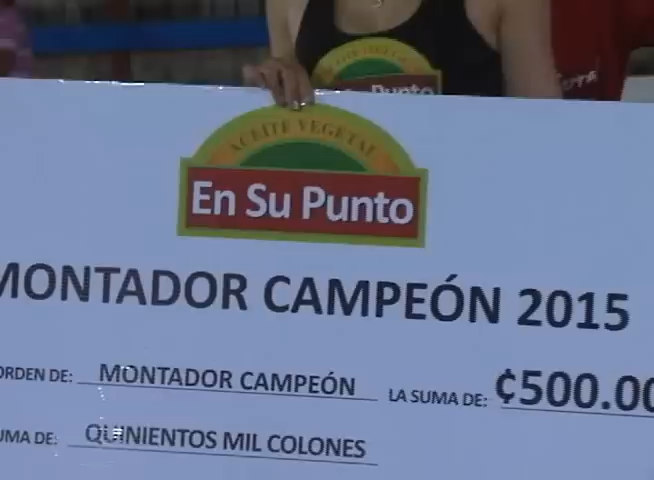 Punto
ACEITE VEGETAL
En Su Punto
MONTADOR CAMPEÓN 2015
ORDEN DE: MONTADOR CAMPEÓN LA SUMA DE: ¢500.00
UMA DE: QUINIENTOS MIL COLONES